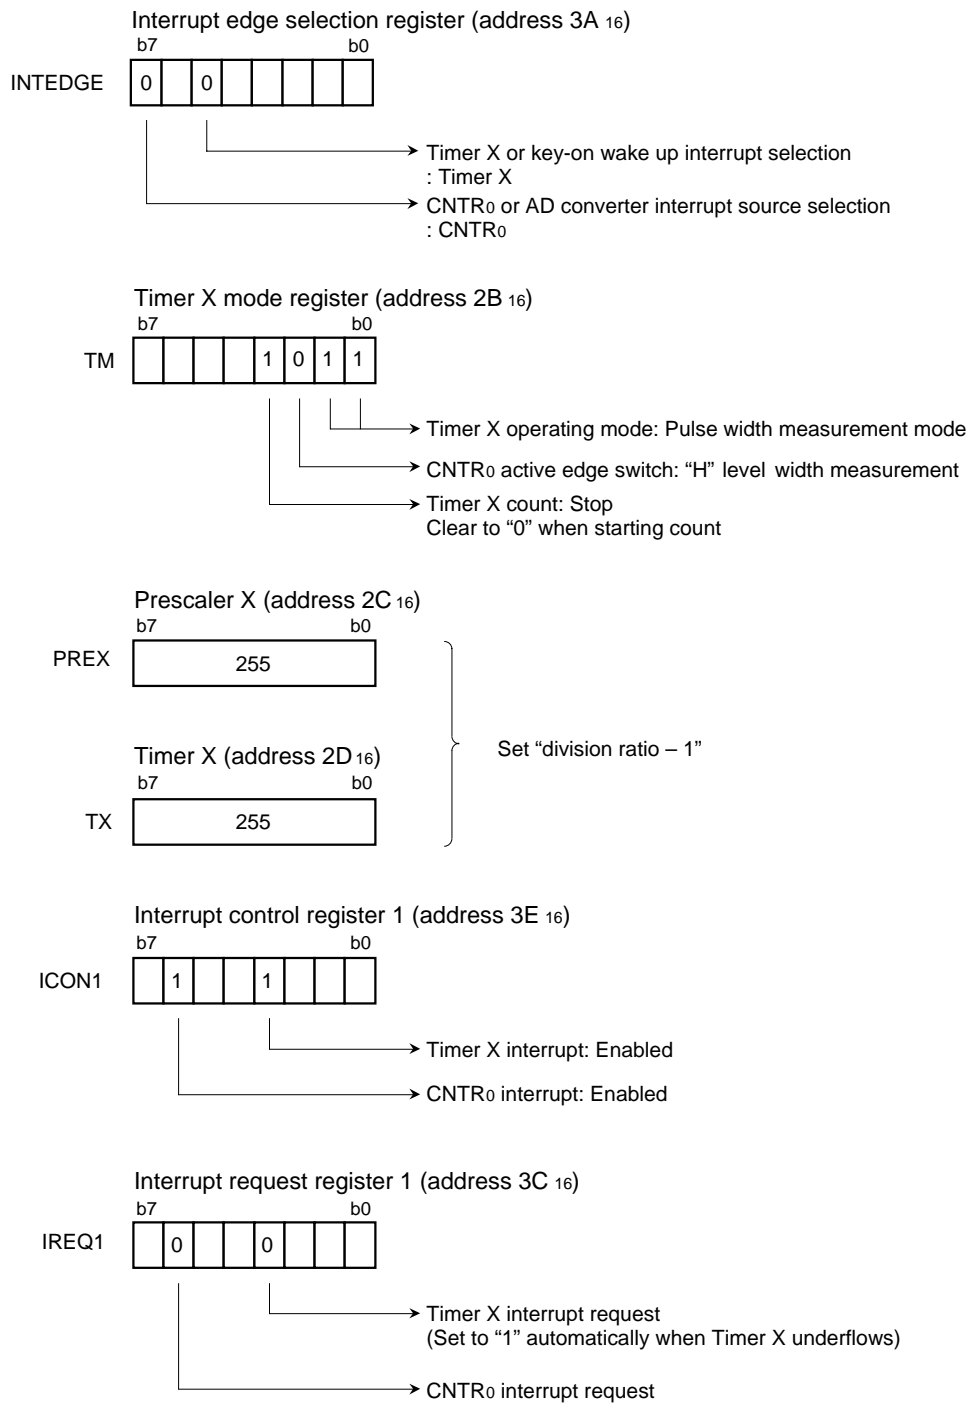 Interrupt edge selection register (address 3A 16)
b7 b0
INTEDGE 0 0
Timer X or key-on wake up interrupt selection
: Timer X
CNTR0 or AD converter interrupt source selection
: CNTR0
Timer X mode register (address 2B 16)
b7 b0
TM 1 0 1 1
Timer X operating mode: Pulse width measurement mode
CNTR0 active edge switch: “H” level width measurement
Timer X count: Stop
Clear to “0” when starting count
Prescaler X (address 2C 16)
b7 b0
PREX 255
Set “division ratio – 1”
Timer X (address 2D 16)
b7 b0
TX 255
Interrupt control register 1 (address 3E 16)
b7 b0
ICON1 1 1
Timer X interrupt: Enabled
CNTR0 interrupt: Enabled
Interrupt request register 1 (address 3C 16)
b7 b0
IREQ1 0 0
Timer X interrupt request
(Set to “1” automatically when Timer X underflows)
CNTR0 interrupt request